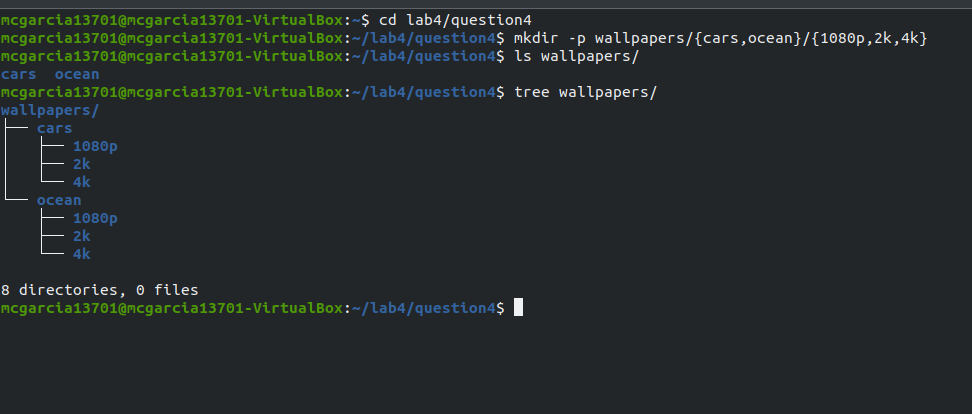 mcgarcia13701@mcgarcia13701-VirtualBox:~$ cd lab4/question4
mcgarcia13701@mcgarcia13701-VirtualBox:~/lab4/question4$ mkdir -p wallpapers/{cars,ocean}/{1080p,2k,4k}
mcgarcia13701@mcgarcia13701-VirtualBox:~/lab4/question4$ ls wallpapers/
cars  ocean
mcgarcia13701@mcgarcia13701-VirtualBox:~/lab4/question4$ tree wallpapers/
wallpapers/
├── cars
│   ├── 1080p
│   ├── 2k
│   └── 4k
└── ocean
    ├── 1080p
    ├── 2k
    └── 4k
8 directories, 0 files
mcgarcia13701@mcgarcia13701-VirtualBox:~/lab4/question4$